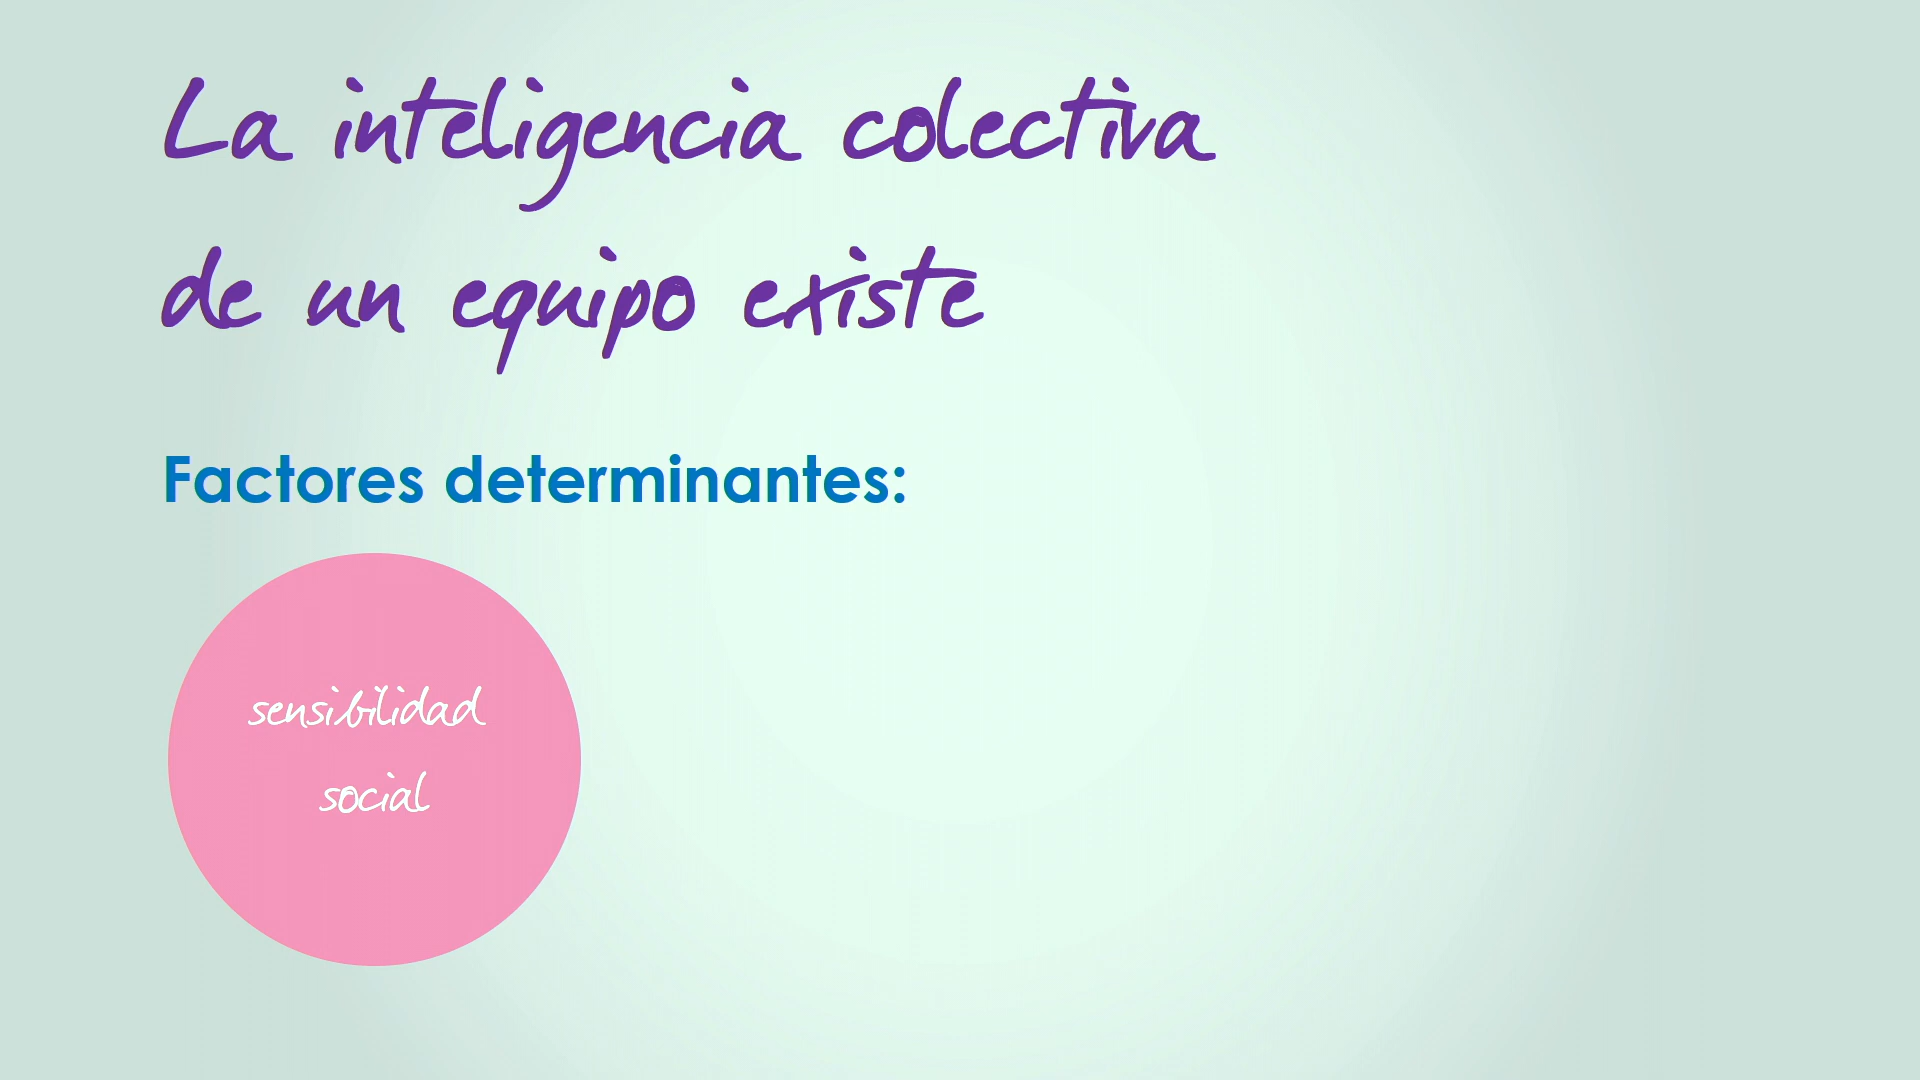 La inteligencia colectiva
de un equipo existe
Factores determinantes:
sensibilidad
social